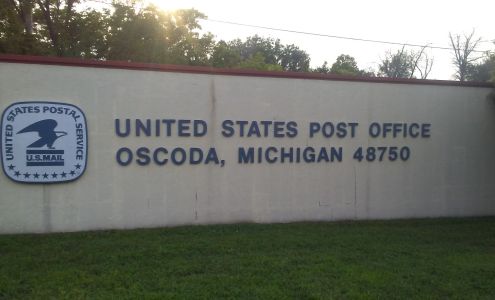 UNITED STATES POSTAL SERVICE
U.S.MAIL
UNITED STATES POST OFFICE
OSCODA, MICHIGAN 48750